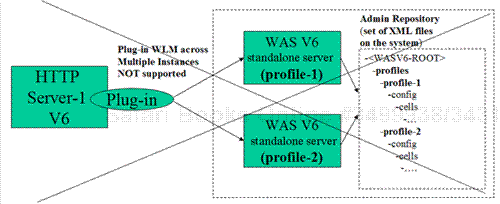 Plug-in WLM across
Multiple Instances
NOT supported
HTTP
Server-1
V6
Plug-in
WAS V6
standalone server
(profile-1)
WAS V6
standalone server
(profile-2)
Admin Repository
(set of XML files
on the system)
-<WASV6-ROOT>
-profiles
-profile-1
-config
-cells
-....
-profile-2
-config
-cells
-....